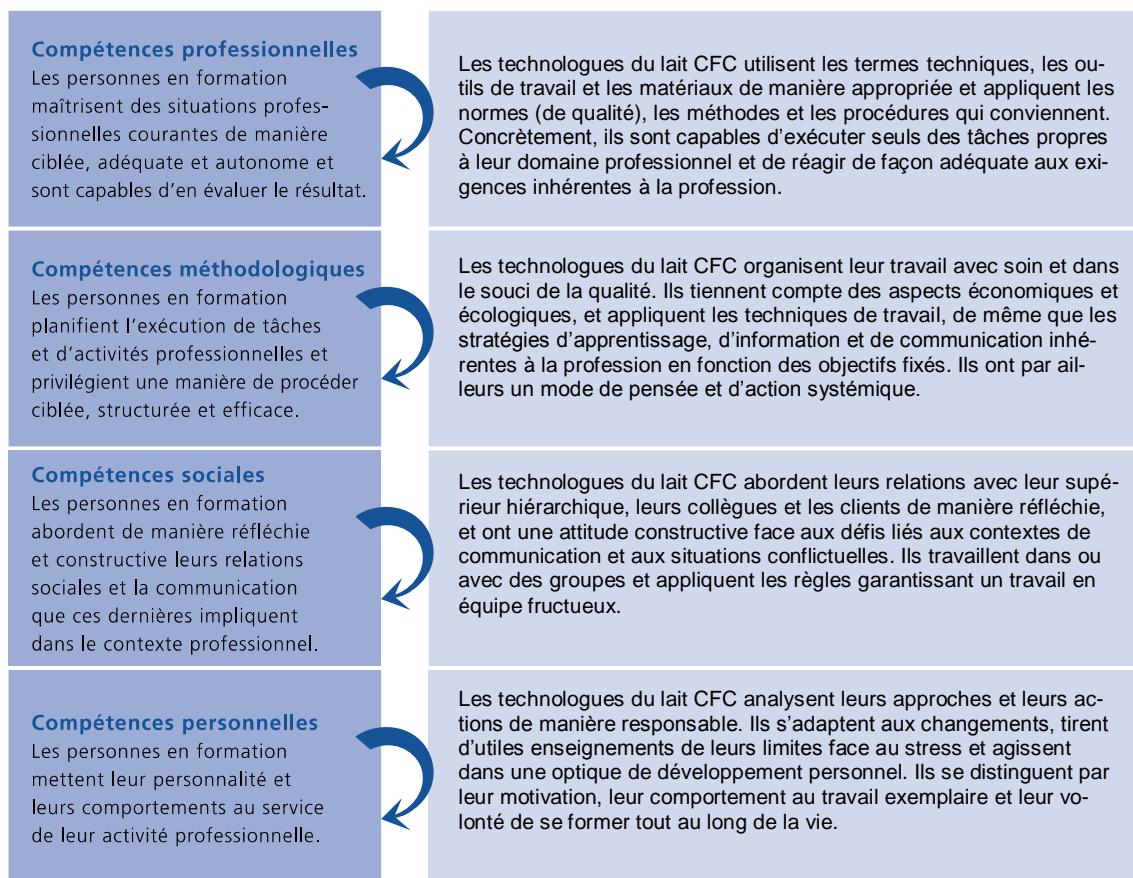 Compétences professionnelles
Les personnes en formation
maîtrisent des situations profes-
sionnelles courantes de manière
ciblée, adéquate et autonome et
sont capables d'en évaluer le résultat.
Les technologues du lait CFC utilisent les termes techniques, les ou-
tils de travail et les matériaux de manière appropriée et appliquent les
normes (de qualité), les méthodes et les procédures qui conviennent.
Concrètement, ils sont capables d'exécuter seuls des tâches propres
à leur domaine professionnel et de réagir de façon adéquate aux exi-
gences inhérentes à la profession.
Compétences méthodologiques
Les personnes en formation
planifient l'exécution de tâches
et d'activités professionnelles et
privilégient une manière de procéder
ciblée, structurée et efficace.
Les technologues du lait CFC organisent leur travail avec soin et dans
le souci de la qualité. Ils tiennent compte des aspects économiques et
écologiques, et appliquent les techniques de travail, de même que les
stratégies d'apprentissage, d'information et de communication inhé-
rentes à la profession en fonction des objectifs fixés. Ils ont par ail-
leurs un mode de pensée et d'action systémique.
Compétences sociales
Les personnes en formation
abordent de manière réfléchie
et constructive leurs relations
sociales et la communication
que ces dernières impliquent
dans le contexte professionnel.
Les technologues du lait CFC abordent leurs relations avec leur supé-
rieur hiérarchique, leurs collègues et les clients de manière réfléchie,
et ont une attitude constructive face aux défis liés aux contextes de
communication et aux situations conflictuelles. Ils travaillent dans ou
avec des groupes et appliquent les règles garantissant un travail en
équipe fructueux.
Compétences personnelles
Les personnes en formation
mettent leur personnalité et
leurs comportements au service
de leur activité professionnelle.
Les technologues du lait CFC analysent leurs approches et leurs ac-
tions de manière responsable. Ils s'adaptent aux changements, tirent
d'utiles enseignements de leurs limites face au stress et agissent
dans une optique de développement personnel. Ils se distinguent par
leur motivation, leur comportement au travail exemplaire et leur vo-
lonté de se former tout au long de la vie.